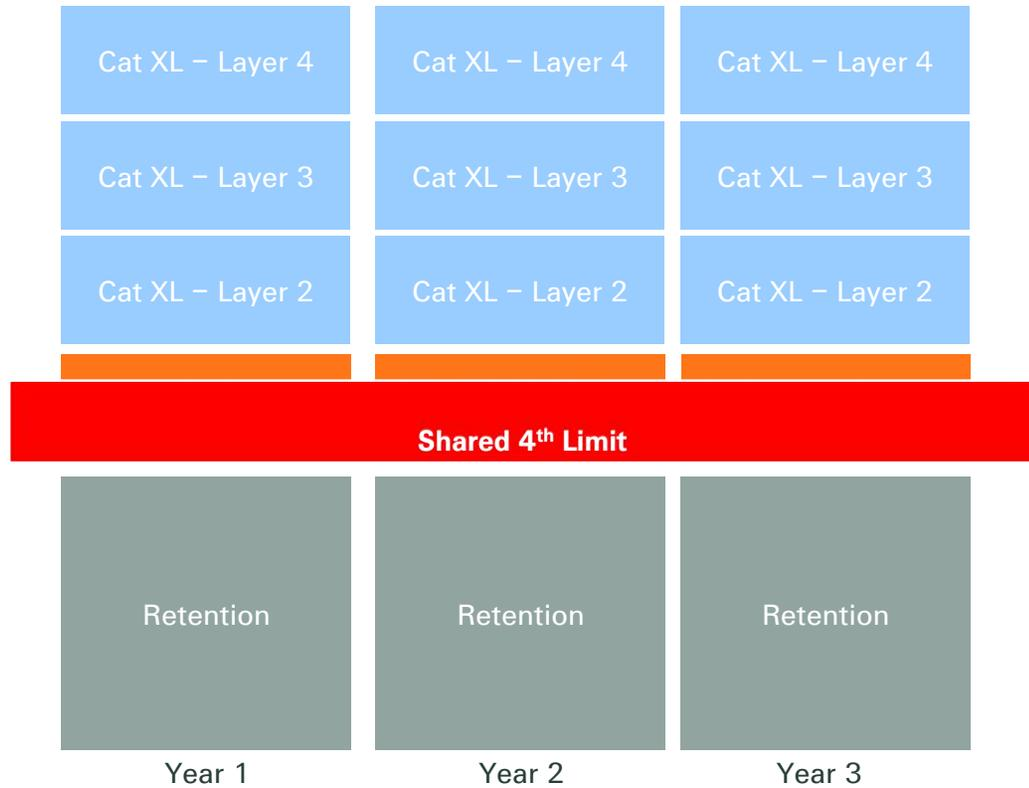 Cat XL – Layer 4 Cat XL – Layer 4 Cat XL – Layer 4
Cat XL – Layer 3 Cat XL – Layer 3 Cat XL – Layer 3
Cat XL – Layer 2 Cat XL – Layer 2 Cat XL – Layer 2
Shared 4th Limit
Retention Retention Retention
Year 1 Year 2 Year 3